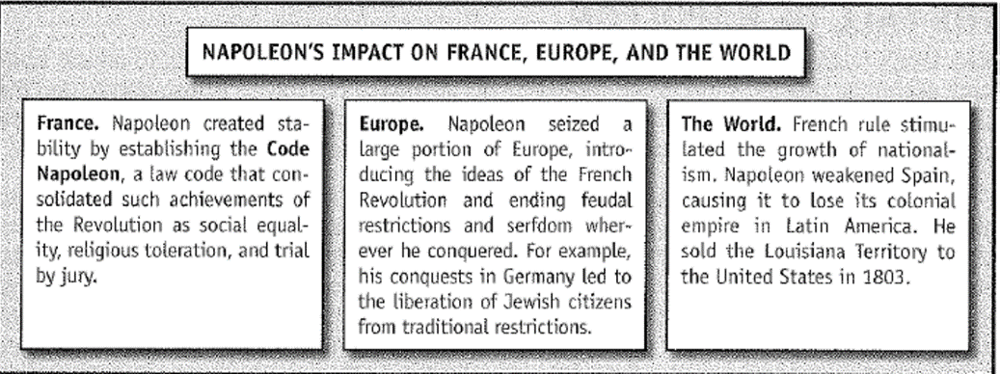 NAPOLEON'S IMPACT ON FRANCE, EUROPE, AND THE WORLD
France. Napoleon created sta-
bility by establishing the Code
Napoleon, a law code that con-
solidated such achievements of
the Revolution as social equal-
ity, religious toleration, and trial
by jury.
Europe. Napoleon seized a
large portion of Europe, intro-
ducing the ideas of the French
Revolution and ending feudal
restrictions and serfdom wher-
ever he conquered. For example,
his conquests in Germany led to
the liberation of Jewish citizens
from traditional restrictions.
The World. French rule stimu-
lated the growth of national-
ism. Napoleon weakened Spain,
causing it to lose its colonial
empire in Latin America. He
sold the Louisiana Territory to
the United States in 1803.